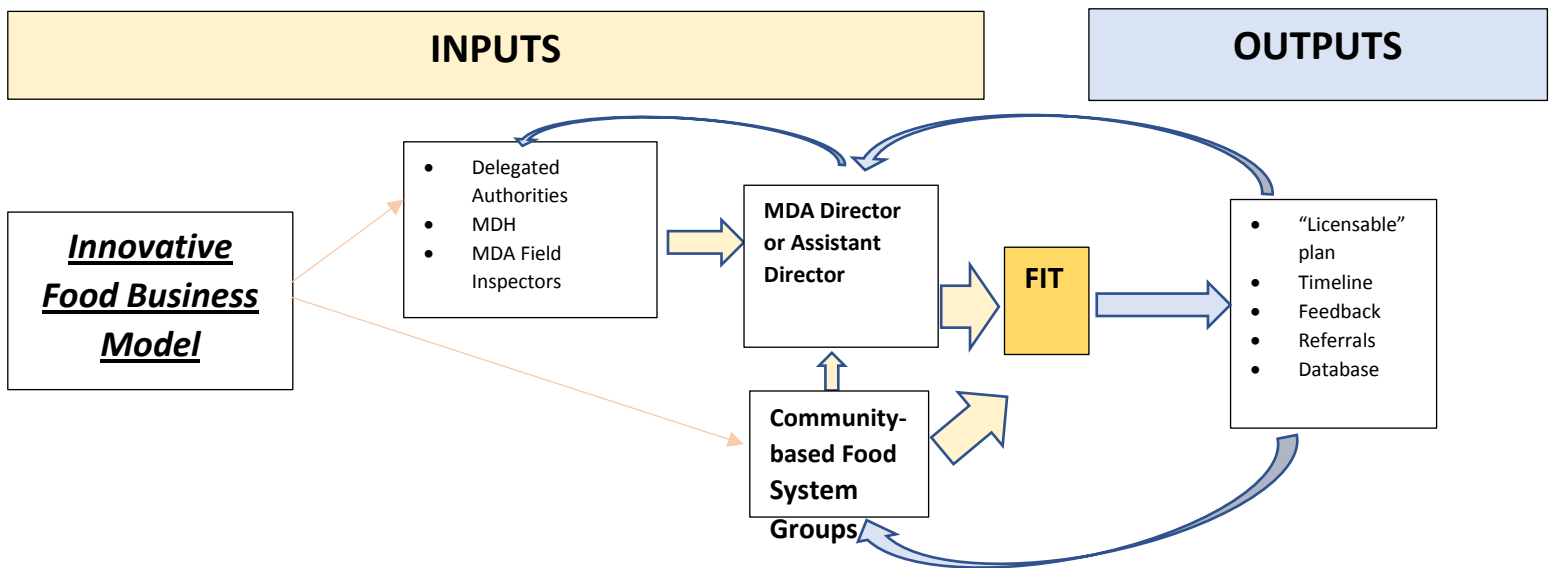 INPUTS
OUTPUTS
Innovative
Food Business
Model
• Delegated
Authorities
• MDH
• MDA Field
Inspectors
MDA Director
or Assistant
Director
Community-
based Food
System
Groups
FIT
• “Licensable”
plan
• Timeline
• Feedback
• Referrals
• Database